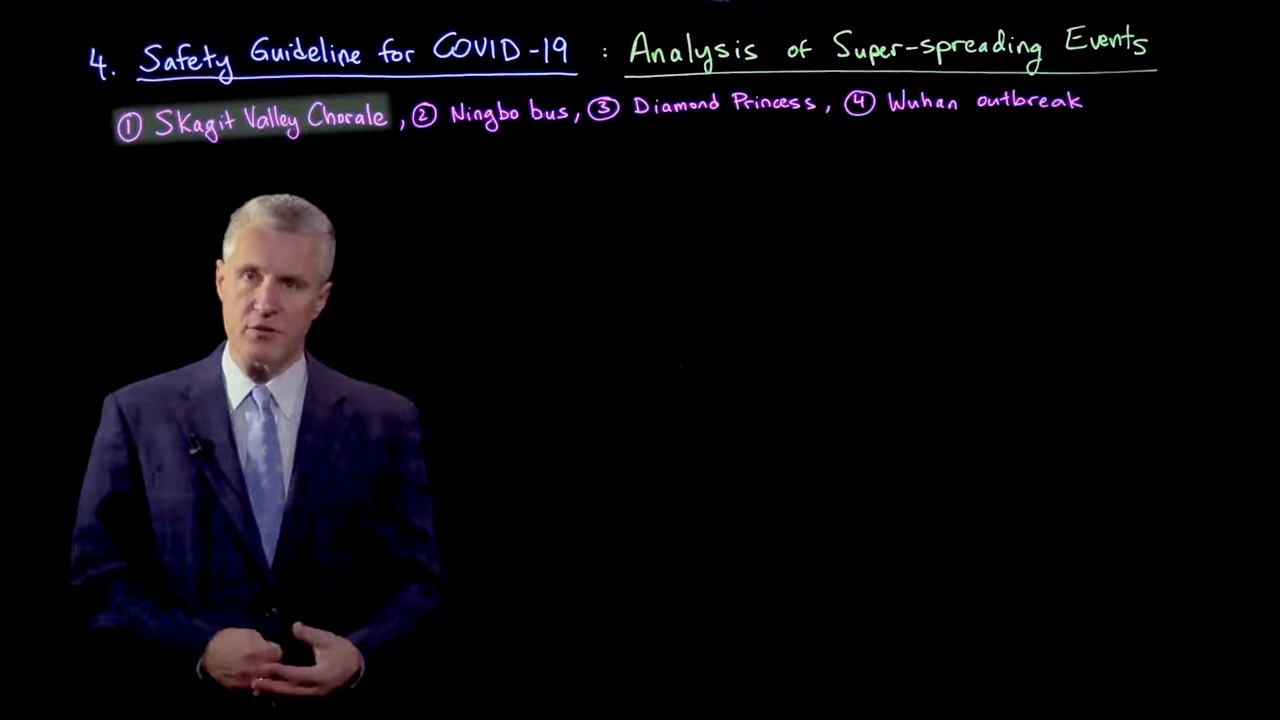 4. Safety Guideline for COVID-19 : Analysis of Super-spreading Events
① Skagit Valley Chorale, ② Ningbo bus, ③ Diamond Princess, ④ Wuhan outbreak